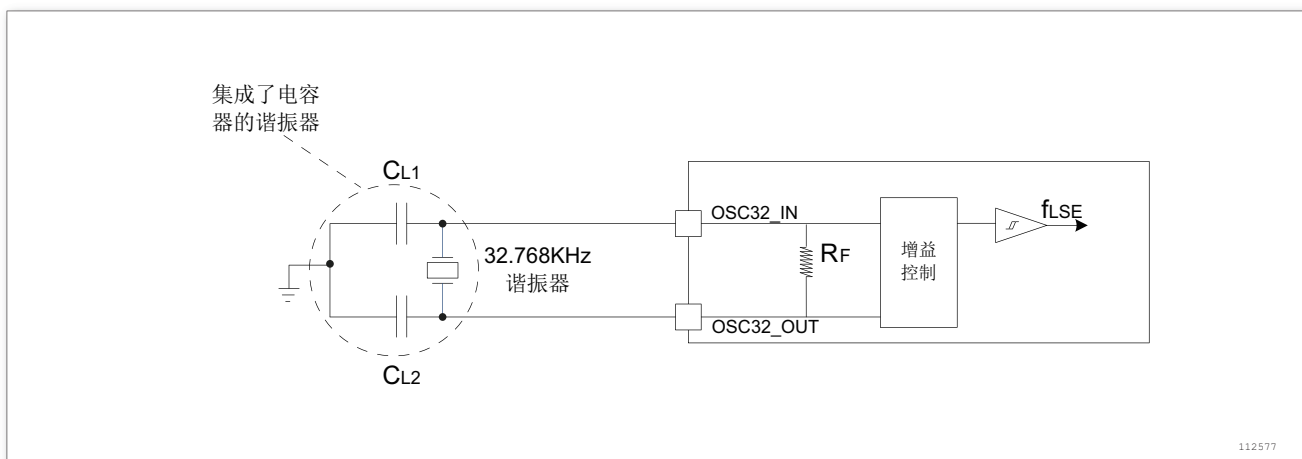 集成了电容
器的谐振器
CL1
OSC32_IN
fLSE
32.768KHz
谐振器
RF
增益
控制
OSC32_OUT
CL2
112577